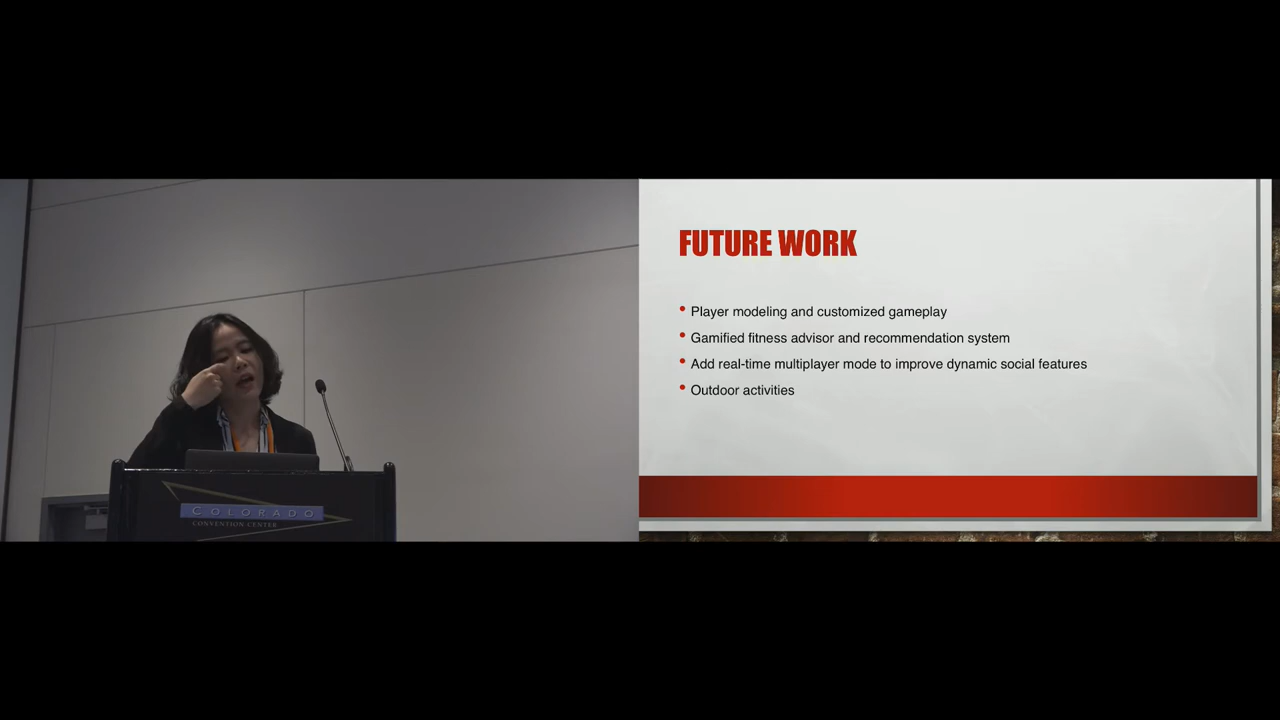 COLORADO
CONVENTION CENTER
FUTURE WORK
• Player modeling and customized gameplay
• Gamified fitness advisor and recommendation system
• Add real-time multiplayer mode to improve dynamic social features
• Outdoor activities